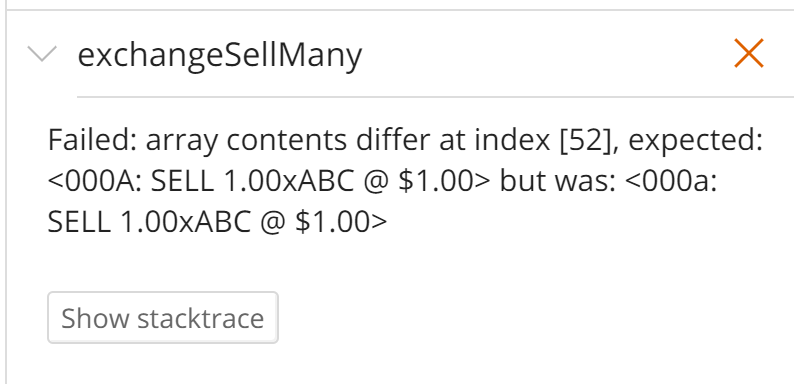 exchangeSellMany
Failed: array contents differ at index [52], expected:
<000A: SELL 1.00xABC @ $1.00> but was: <000a:
SELL 1.00xABC @ $1.00>
Show stacktrace